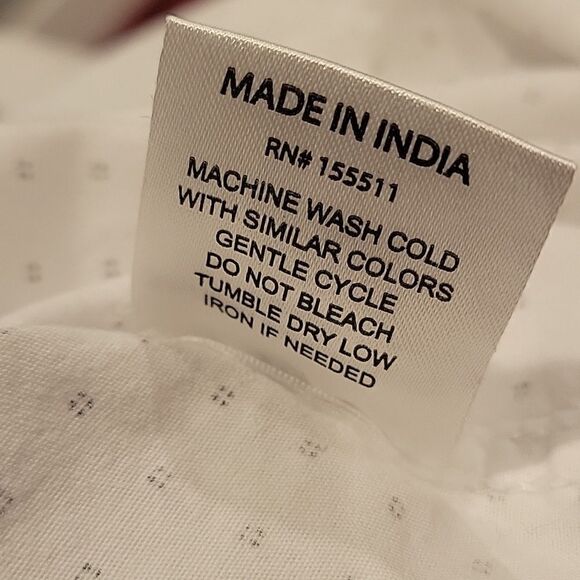 MADE IN INDIA
RN# 155511
MACHINE WASH COLD
WITH SIMILAR COLORS
GENTLE CYCLE
DO NOT BLEACH
TUMBLE DRY LOW
IRON IF NEEDED